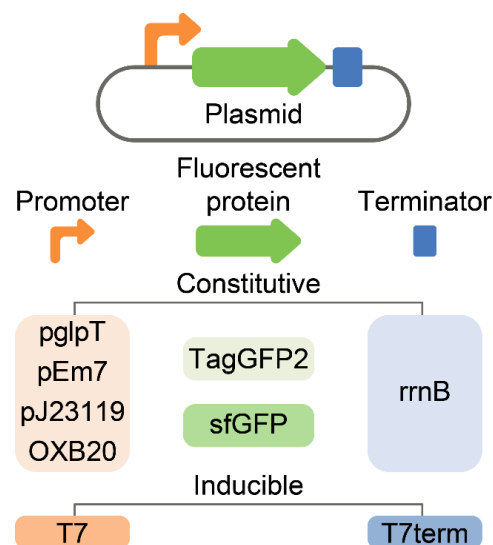 Plasmid
Fluorescent
Promoter protein Terminator
Constitutive
pglpT
pEm7
pJ23119
OXB20
TagGFP2
sfGFP
rrnB
Inducible
T7 T7term